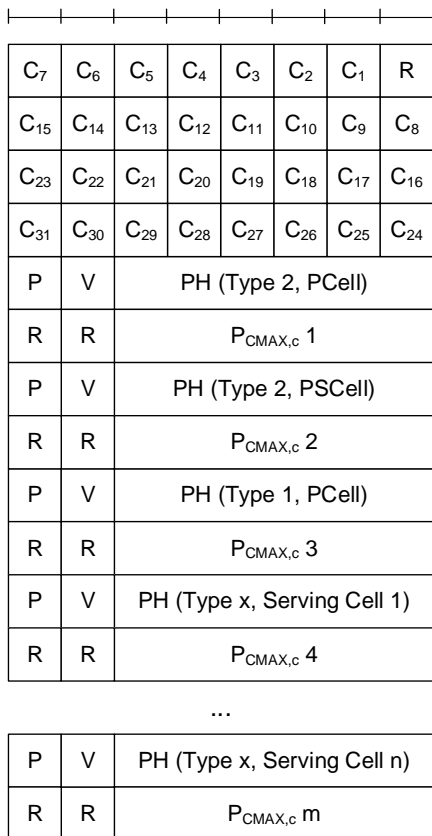 C7 C6 C5 C4 C3 C2 C1 R
C15 C14 C13 C12 C11 C10 C9 C8
C23 C22 C21 C20 C19 C18 C17 C16
C31 C30 C29 C28 C27 C26 C25 C24
P V PH (Type 2, PCell)
R R PCMAX,c 1
P V PH (Type 2, PSCell)
R R PCMAX,c 2
P V PH (Type 1, PCell)
R R PCMAX,c 3
P V PH (Type x, Serving Cell 1)
R R PCMAX,c 4
...
P V PH (Type x, Serving Cell n)
R R PCMAX,c m